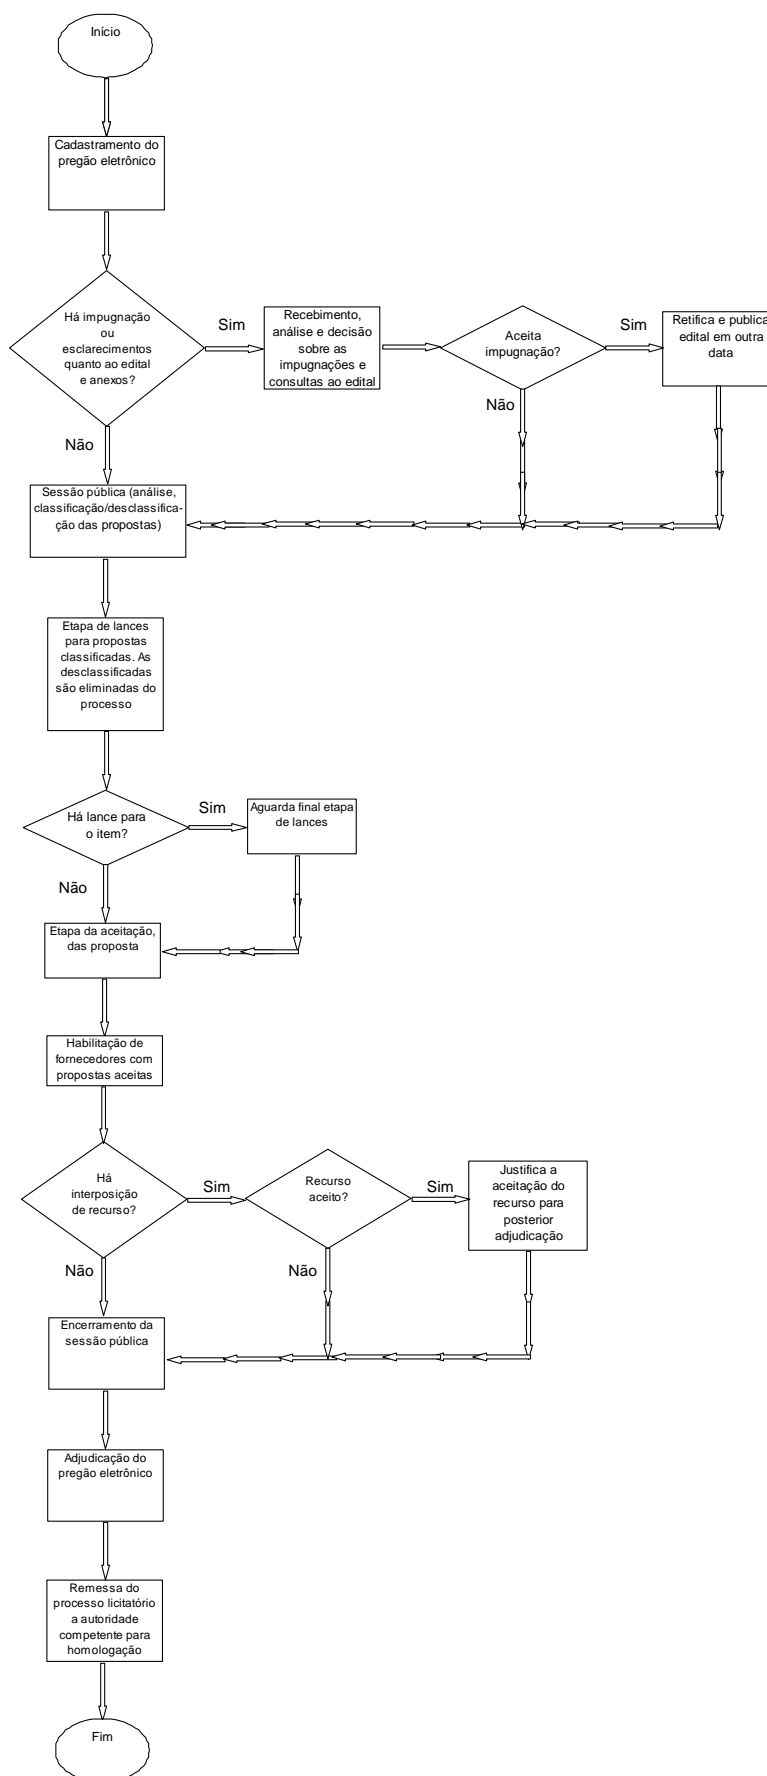 Início
Cadastramento do
pregão eletrônico
Há impugnação
ou
esclarecimentos
quanto ao edital
e anexos?
Sim
Recebimento,
análise e decisão
sobre as
impugnações e
consultas ao edital
Aceita
impugnação?
Sim
Retifica e publica
edital em outra
data
Não
Não
Sessão pública (análise,
classificação/desclassifica-
ção das propostas)
Etapa de lances
para propostas
classificadas. As
desclassificadas
são eliminadas do
processo
Há lance para
o item?
Sim
Aguarda final etapa
de lances
Não
Etapa da aceitação,
das proposta
Habilitação de
fornecedores com
propostas aceitas
Há
interposição
de recurso?
Sim
Recurso
aceito?
Sim
Justifica a
aceitação do
recurso para
posterior
adjudicação
Não
Não
Encerramento da
sessão pública
Adjudicação do
pregão eletrônico
Remessa do
processo licitatório
a autoridade
competente para
homologação
Fim